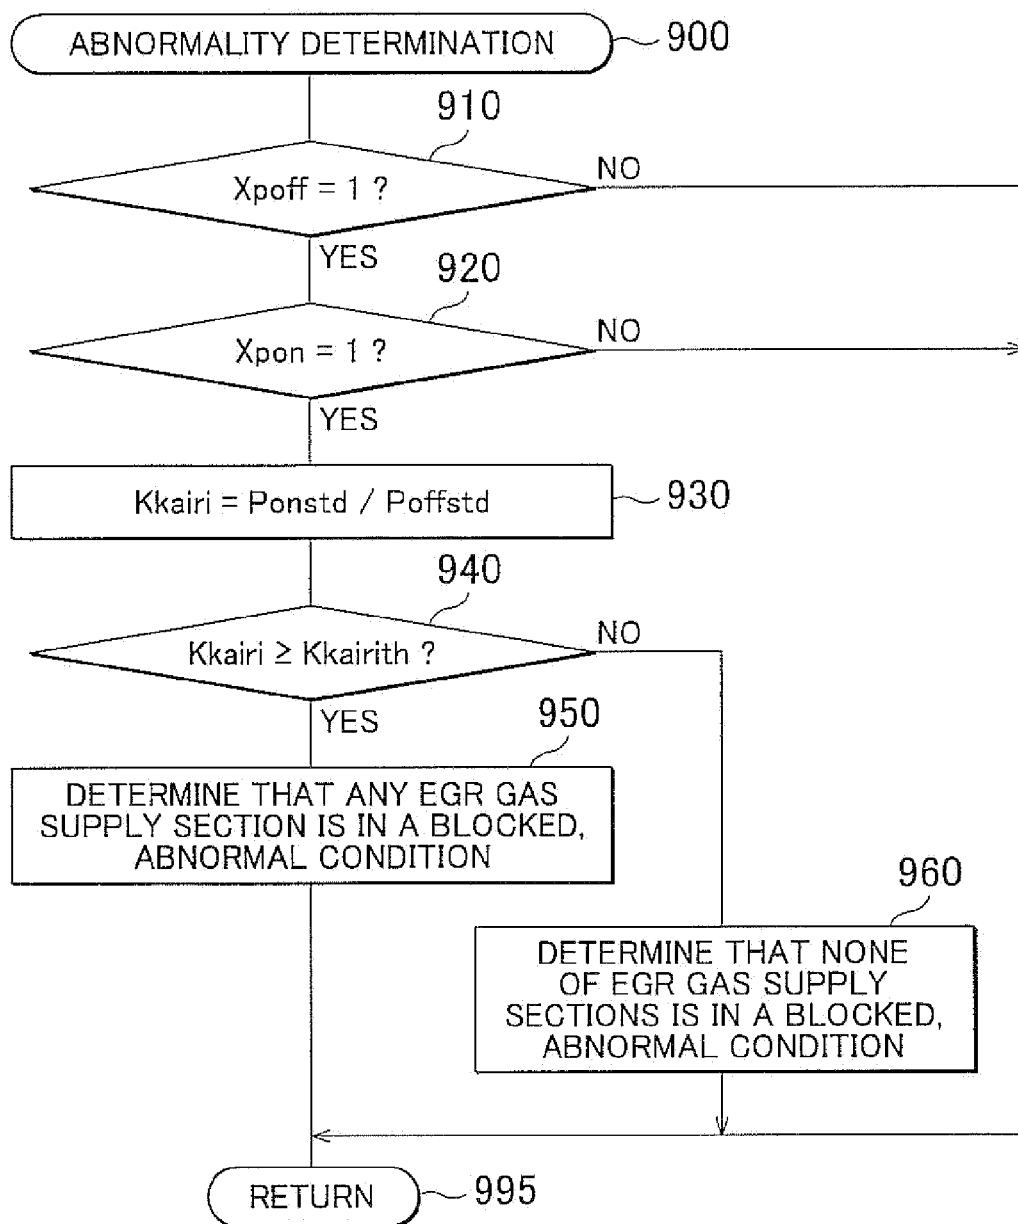 ABNORMALITY DETERMINATION
900
910
Xpoff = 1 ?
NO
YES
920
Xpon = 1 ?
NO
YES
Kkairi = Ponstd / Poffstd
930
940
Kkairi ≥ Kkairith ?
NO
YES
950
DETERMINE THAT ANY EGR GAS
SUPPLY SECTION IS IN A BLOCKED,
ABNORMAL CONDITION
960
DETERMINE THAT NONE
OF EGR GAS SUPPLY
SECTIONS IS IN A BLOCKED,
ABNORMAL CONDITION
RETURN
995